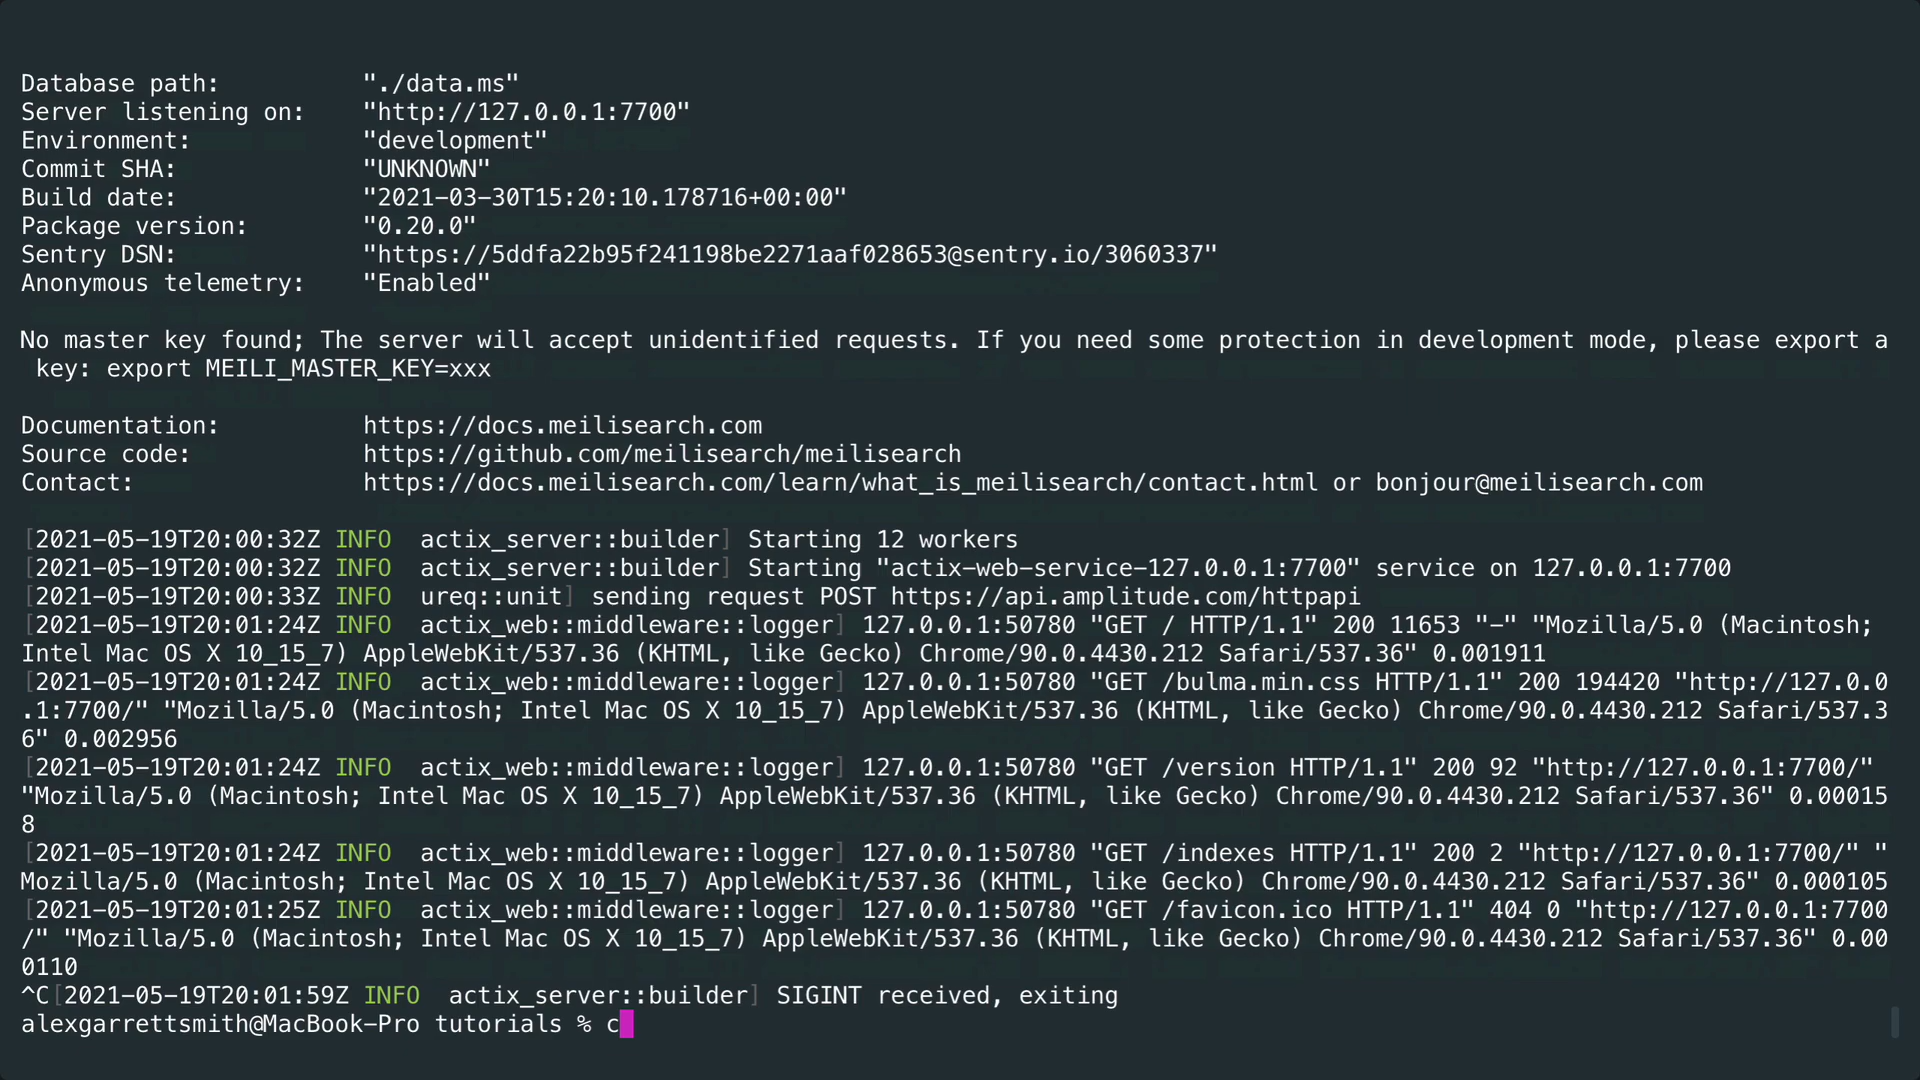 Database path:          "./data.ms"
Server listening on:    "http://127.0.0.1:7700"
Environment:            "development"
Commit SHA:             "UNKNOWN"
Build date:             "2021-03-30T15:20:10.178716+00:00"
Package version:        "0.20.0"
Sentry DSN:             "https://5ddfa22b95f241198be2271aaf028653@sentry.io/3060337"
Anonymous telemetry:    "Enabled"
No master key found; The server will accept unidentified requests. If you need some protection in development mode, please export a
 key: export MEILI_MASTER_KEY=xxx
Documentation:          https://docs.meilisearch.com
Source code:            https://github.com/meilisearch/meilisearch
Contact:                https://docs.meilisearch.com/learn/what_is_meilisearch/contact.html or bonjour@meilisearch.com
[2021-05-19T20:00:32Z INFO  actix_server::builder] Starting 12 workers
[2021-05-19T20:00:32Z INFO  actix_server::builder] Starting "actix-web-service-127.0.0.1:7700" service on 127.0.0.1:7700
[2021-05-19T20:00:33Z INFO  ureq::unit] sending request POST https://api.amplitude.com/httpapi
[2021-05-19T20:01:24Z INFO  actix_web::middleware::logger] 127.0.0.1:50780 "GET / HTTP/1.1" 200 11653 "-" "Mozilla/5.0 (Macintosh;
Intel Mac OS X 10_15_7) AppleWebKit/537.36 (KHTML, like Gecko) Chrome/90.0.4430.212 Safari/537.36" 0.001911
[2021-05-19T20:01:24Z INFO  actix_web::middleware::logger] 127.0.0.1:50780 "GET /bulma.min.css HTTP/1.1" 200 194420 "http://127.0.0
.1:7700/" "Mozilla/5.0 (Macintosh; Intel Mac OS X 10_15_7) AppleWebKit/537.36 (KHTML, like Gecko) Chrome/90.0.4430.212 Safari/537.3
6" 0.002956
[2021-05-19T20:01:24Z INFO  actix_web::middleware::logger] 127.0.0.1:50780 "GET /version HTTP/1.1" 200 92 "http://127.0.0.1:7700/"
"Mozilla/5.0 (Macintosh; Intel Mac OS X 10_15_7) AppleWebKit/537.36 (KHTML, like Gecko) Chrome/90.0.4430.212 Safari/537.36" 0.00015
8
[2021-05-19T20:01:24Z INFO  actix_web::middleware::logger] 127.0.0.1:50780 "GET /indexes HTTP/1.1" 200 2 "http://127.0.0.1:7700/" "
Mozilla/5.0 (Macintosh; Intel Mac OS X 10_15_7) AppleWebKit/537.36 (KHTML, like Gecko) Chrome/90.0.4430.212 Safari/537.36" 0.000105
[2021-05-19T20:01:25Z INFO  actix_web::middleware::logger] 127.0.0.1:50780 "GET /favicon.ico HTTP/1.1" 404 0 "http://127.0.0.1:7700
/" "Mozilla/5.0 (Macintosh; Intel Mac OS X 10_15_7) AppleWebKit/537.36 (KHTML, like Gecko) Chrome/90.0.4430.212 Safari/537.36" 0.00
0110
^C[2021-05-19T20:01:59Z INFO  actix_server::builder] SIGINT received, exiting
alexgarrettsmith@MacBook-Pro tutorials % c